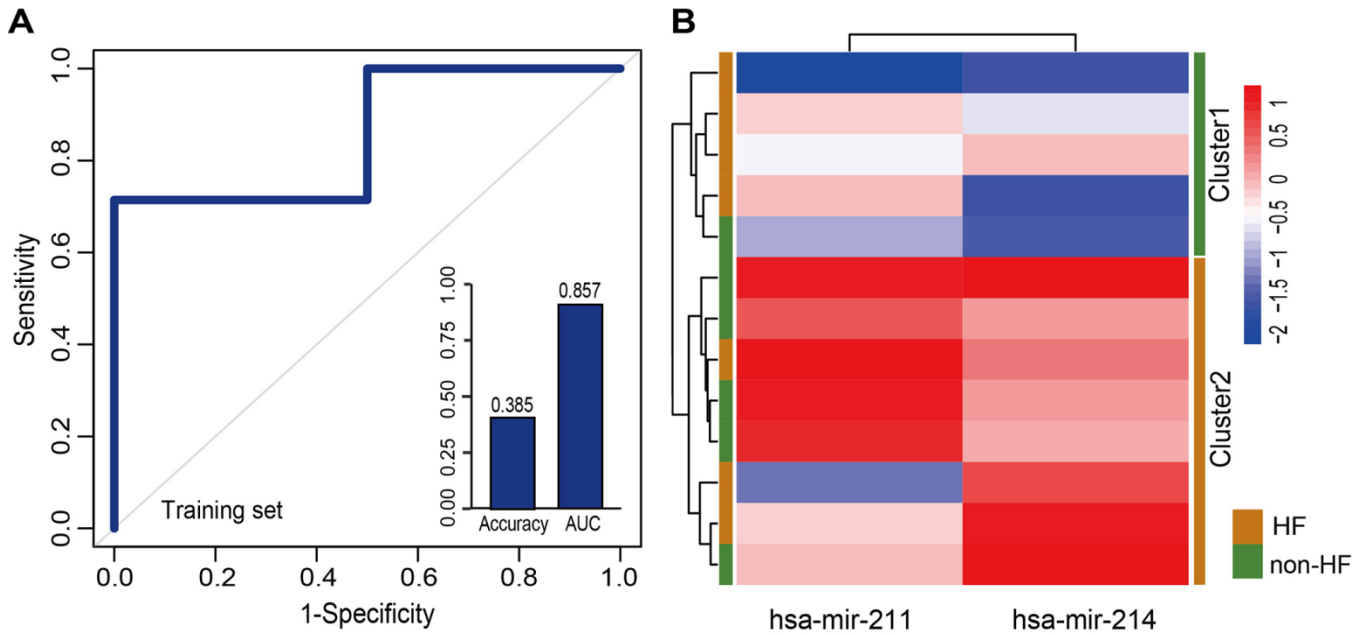 A
Sensitivity
1.0
0.8
0.6
0.4
0.2
0.0
0.0 0.2 0.4 0.6 0.8 1.0
1-Specificity
Training set
1.00
0.75
0.50
0.25
0.00
0.385
0.857
Accuracy AUC
B
Cluster1
Cluster2
1
0.5
0
−0.5
−1
−1.5
−2
HF
non-HF
hsa-mir-211 hsa-mir-214